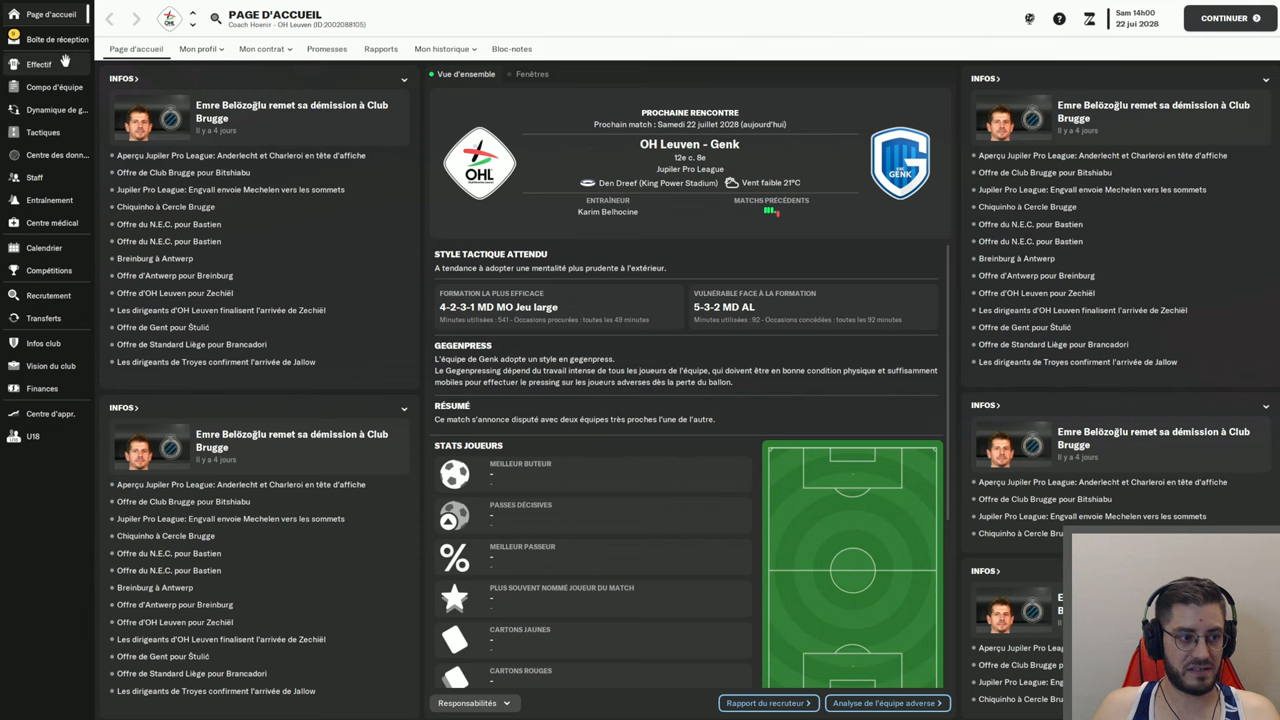 Page d'accueil
Boîte de réception
Effectif
Compo d'équipe
Dynamique de g...
Tactiques
Centre des donn...
Staff
Entraînement
Centre médical
Calendrier
Compétitions
Recrutement
Transferts
Infos club
Vision du club
Finances
Centre d'appr.
U18
PAGE D'ACCUEIL
Coach Hoenir - OH Leuven (ID:2002088105)
Sam 14h00
22 jui 2028
CONTINUER
Page d'accueil
Mon profil
Mon contrat
Promesses
Rapports
Mon historique
Bloc-notes
INFOS
Emre Belözoğlu remet sa démission à Club
Brugge
Il y a 4 jours
Aperçu Jupiler Pro League: Anderlecht et Charleroi en tête d'affiche
Offre de Club Brugge pour Bitshiabu
Jupiler Pro League: Engvall envoie Mechelen vers les sommets
Chiquinho à Cercle Brugge
Offre du N.E.C. pour Bastien
Offre du N.E.C. pour Bastien
Breinburg à Antwerp
Offre d'Antwerp pour Breinburg
Offre d'OH Leuven pour Zechiël
Les dirigeants d'OH Leuven finalisent l'arrivée de Zechiël
Offre de Gent pour Štulić
Offre de Standard Liège pour Brancadori
Les dirigeants de Troyes confirment l'arrivée de Jallow
INFOS
Emre Belözoğlu remet sa démission à Club
Brugge
Il y a 4 jours
Aperçu Jupiler Pro League: Anderlecht et Charleroi en tête d'affiche
Offre de Club Brugge pour Bitshiabu
Jupiler Pro League: Engvall envoie Mechelen vers les sommets
Chiquinho à Cercle Brugge
Offre du N.E.C. pour Bastien
Offre du N.E.C. pour Bastien
Breinburg à Antwerp
Offre d'Antwerp pour Breinburg
Offre d'OH Leuven pour Zechiël
Les dirigeants d'OH Leuven finalisent l'arrivée de Zechiël
Offre de Gent pour Štulić
Offre de Standard Liège pour Brancadori
Les dirigeants de Troyes confirment l'arrivée de Jallow
Vue d'ensemble
Fenêtres
PROCHAINE RENCONTRE
Prochain match : Samedi 22 juillet 2028 (aujourd'hui)
OH Leuven - Genk
12e c. 8e
Jupiler Pro League
Den Dreef (King Power Stadium)
Vent faible 21°C
ENTRAÎNEUR
Karim Belhocine
MATCHS PRÉCÉDENTS
OHL
GENK
STYLE TACTIQUE ATTENDU
A tendance à adopter une mentalité plus prudente à l'extérieur.
FORMATION LA PLUS EFFICACE
4-2-3-1 MD MO Jeu large
Minutes utilisées : 541 - Occasions procurées : toutes les 49 minutes
VULNÉRABLE FACE À LA FORMATION
5-3-2 MD AL
Minutes utilisées : 92 - Occasions concédées : toutes les 92 minutes
GEGENPRESS
L'équipe de Genk adopte un style en gegenpress.
Le Gegenpressing dépend du travail intense de tous les joueurs de l'équipe, qui doivent être en bonne condition physique et suffisamment
mobiles pour effectuer le pressing sur les joueurs adverses dès la perte du ballon.
RÉSUMÉ
Ce match s'annonce disputé avec deux équipes très proches l'une de l'autre.
STATS JOUEURS
MEILLEUR BUTEUR
-
-
PASSES DÉCISIVES
-
-
MEILLEUR PASSEUR
-
-
PLUS SOUVENT NOMMÉ JOUEUR DU MATCH
-
-
CARTONS JAUNES
-
-
CARTONS ROUGES
-
Responsabilités
Rapport du recruteur
Analyse de l'équipe adverse
INFOS
Emre Belözoğlu remet sa démission à Club
Brugge
Il y a 4 jours
Aperçu Jupiler Pro League: Anderlecht et Charleroi en tête d'affiche
Offre de Club Brugge pour Bitshiabu
Jupiler Pro League: Engvall envoie Mechelen vers les sommets
Chiquinho à Cercle Brugge
Offre du N.E.C. pour Bastien
Offre du N.E.C. pour Bastien
Breinburg à Antwerp
Offre d'Antwerp pour Breinburg
Offre d'OH Leuven pour Zechiël
Les dirigeants d'OH Leuven finalisent l'arrivée de Zechiël
Offre de Gent pour Štulić
Offre de Standard Liège pour Brancadori
Les dirigeants de Troyes confirment l'arrivée de Jallow
INFOS
Emre Belözoğlu remet sa démission à Club
Brugge
Il y a 4 jours
Aperçu Jupiler Pro League: Anderlecht et Charleroi en tête d'affiche
Offre de Club Brugge pour Bitshiabu
Jupiler Pro League: Engvall envoie Mechelen vers les sommets
Chiquinho à Cercle Bru
INFOS
E
B
Il
Aperçu Jupile
Offre de Club
Jupiler Pro Le
Chiquinho à C